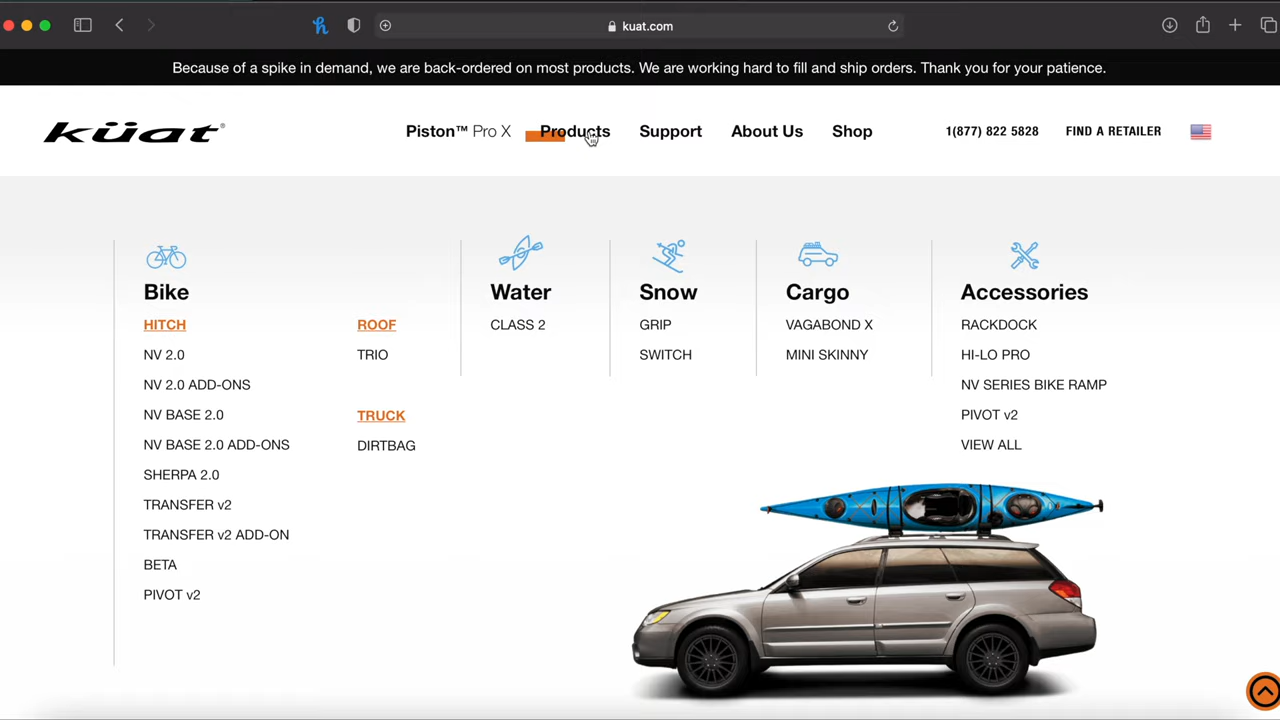 kuat.com
Because of a spike in demand, we are back-ordered on most products. We are working hard to fill and ship orders. Thank you for your patience.
küat®
Piston™ Pro X
Products
Support
About Us
Shop
1(877) 822 5828
FIND A RETAILER
Bike
HITCH
NV 2.0
NV 2.0 ADD-ONS
NV BASE 2.0
NV BASE 2.0 ADD-ONS
SHERPA 2.0
TRANSFER v2
TRANSFER v2 ADD-ON
BETA
PIVOT v2
ROOF
TRIO
TRUCK
DIRTBAG
Water
CLASS 2
Snow
GRIP
SWITCH
Cargo
VAGABOND X
MINI SKINNY
Accessories
RACKDOCK
HI-LO PRO
NV SERIES BIKE RAMP
PIVOT v2
VIEW ALL